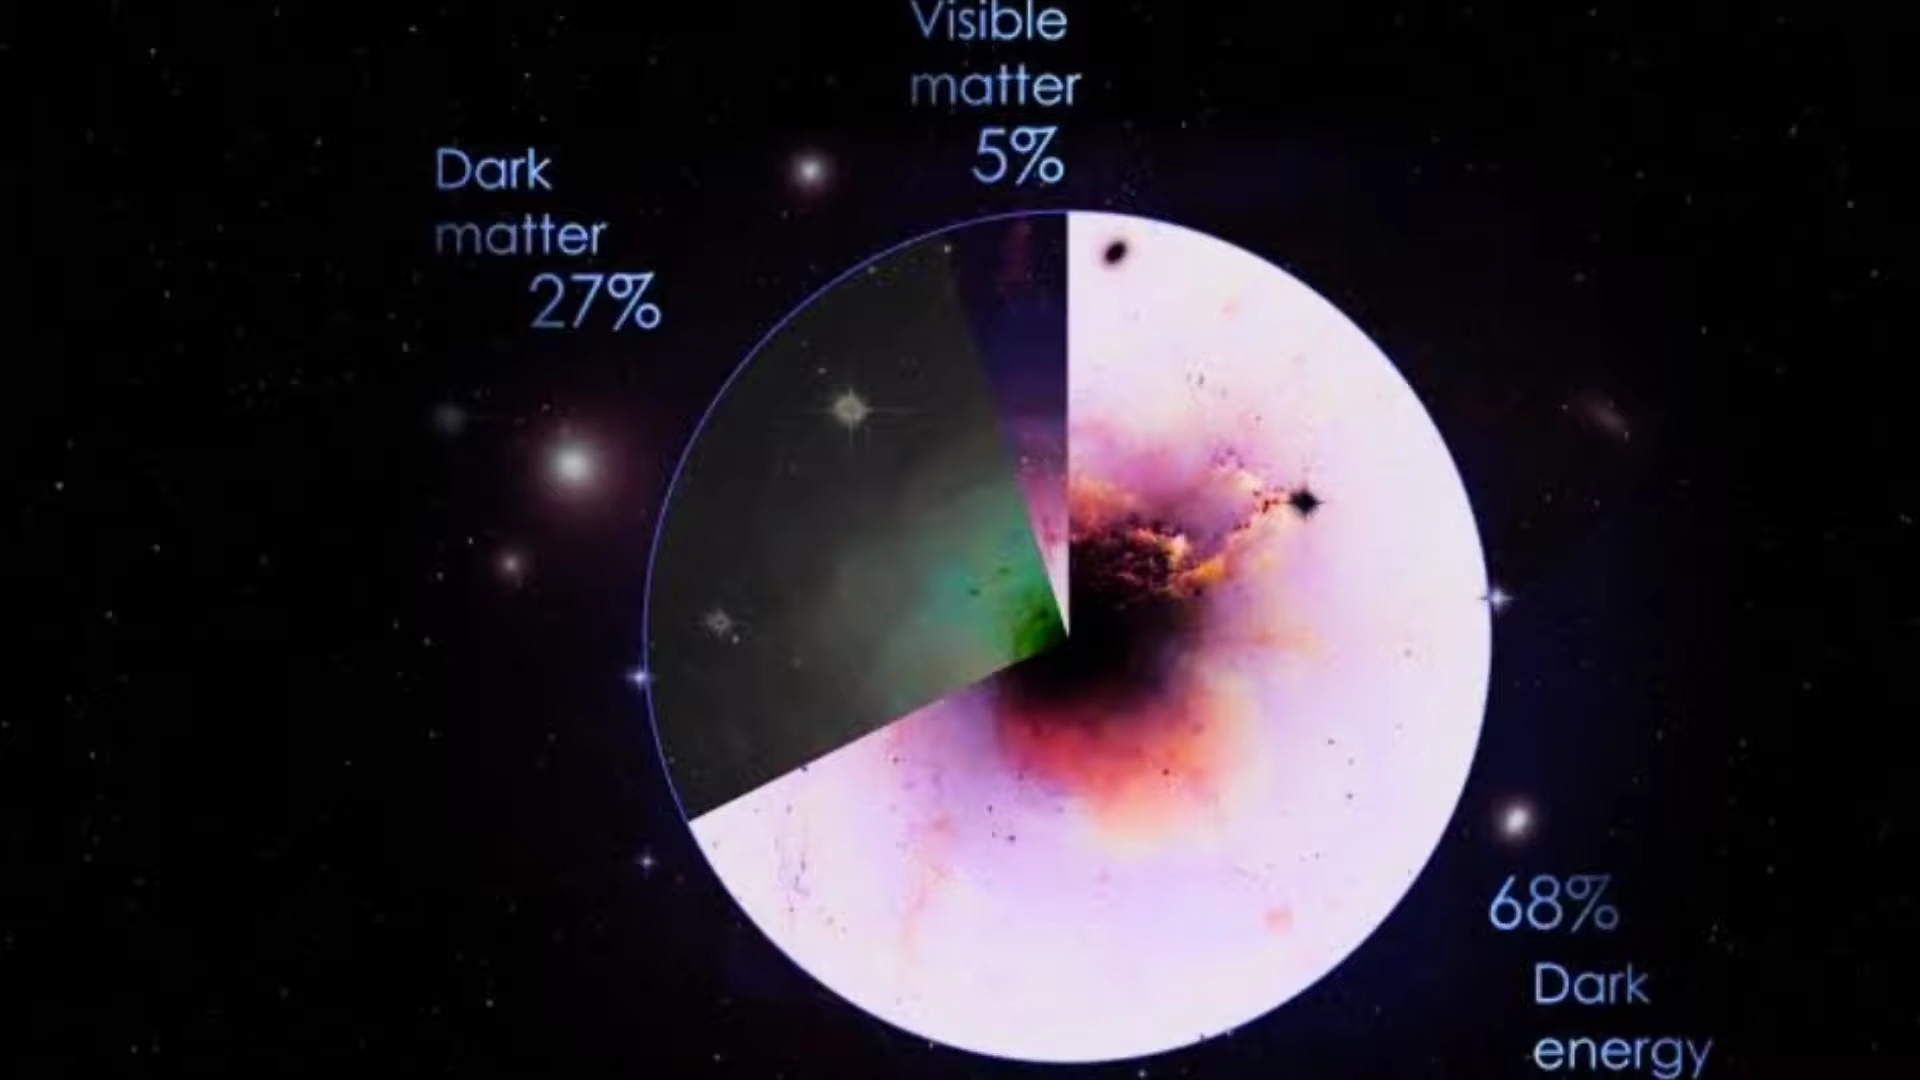 Visible
matter
5%
Dark
matter
27%
68%
Dark
energy